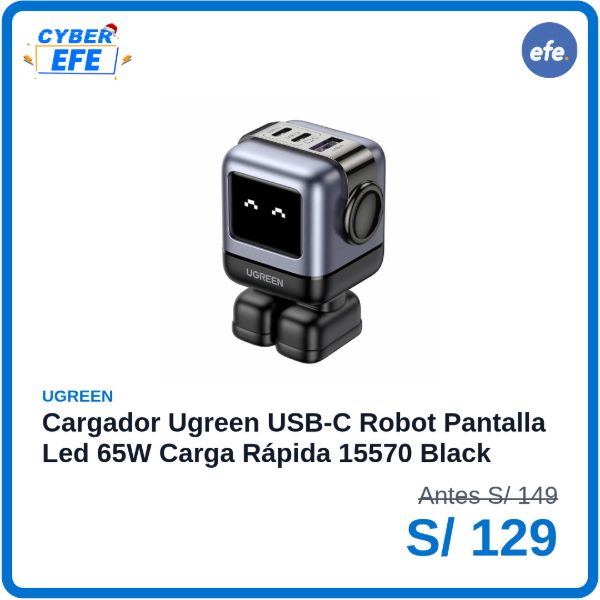 CYBER
EFE
efe.
UGREEN
UGREEN
Cargador Ugreen USB-C Robot Pantalla
Led 65W Carga Rápida 15570 Black
Antes S/ 149
S/ 129